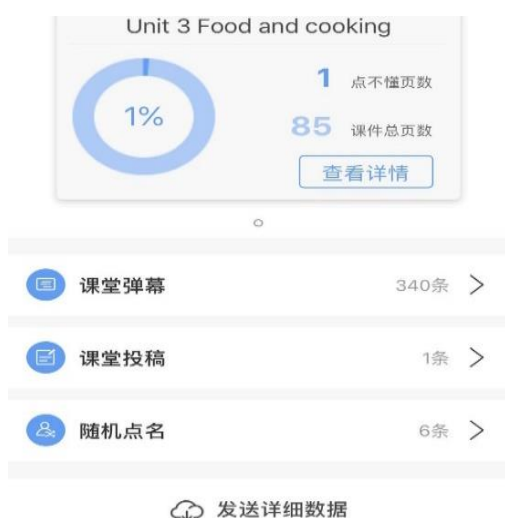 Unit 3 Food and cooking
1%
1 点不懂页数
85 课件总页数
查看详情
课堂弹幕 340条
课堂投稿 1条
随机点名 6条
发送详细数据